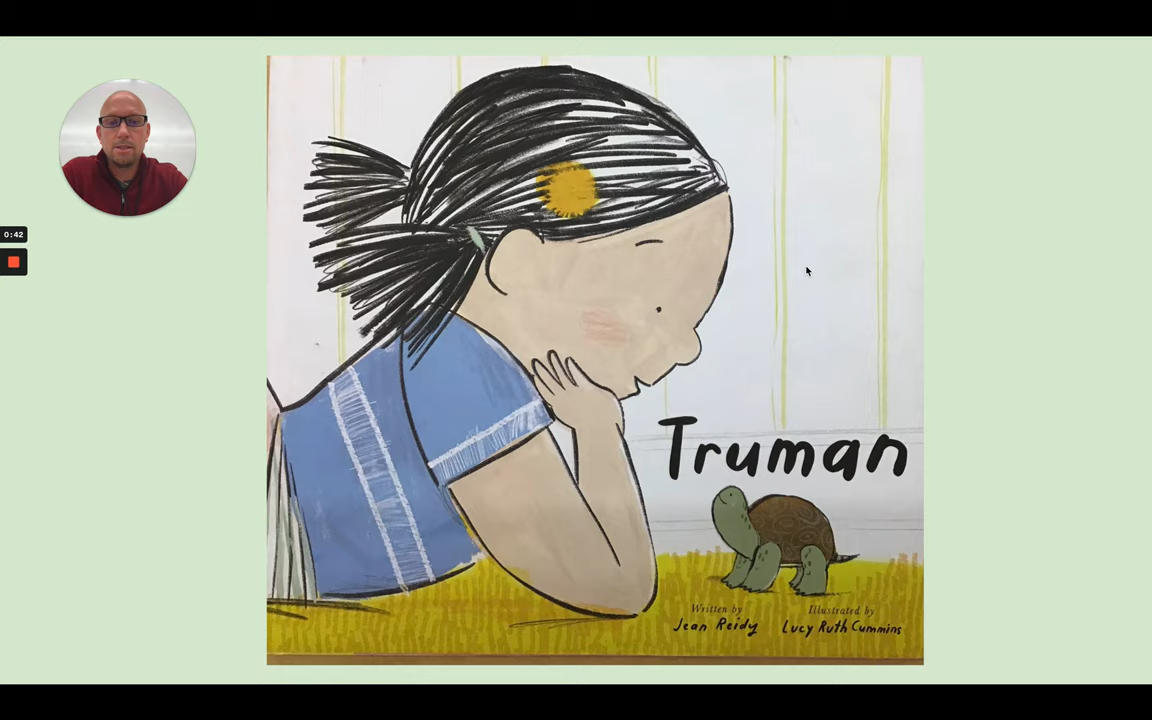 0:42
Truman
Written by
Jean Reidy
Illustrated by
Lucy Ruth Cummins